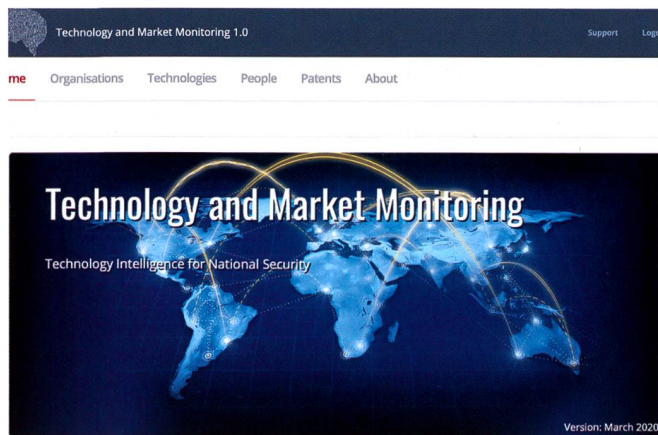 Technology and Market Monitoring 1.0
Support
me
Organisations
Technologies
People
Patents
About
Technology and Market Monitoring
Technology Intelligence for National Security
Version: March 2020